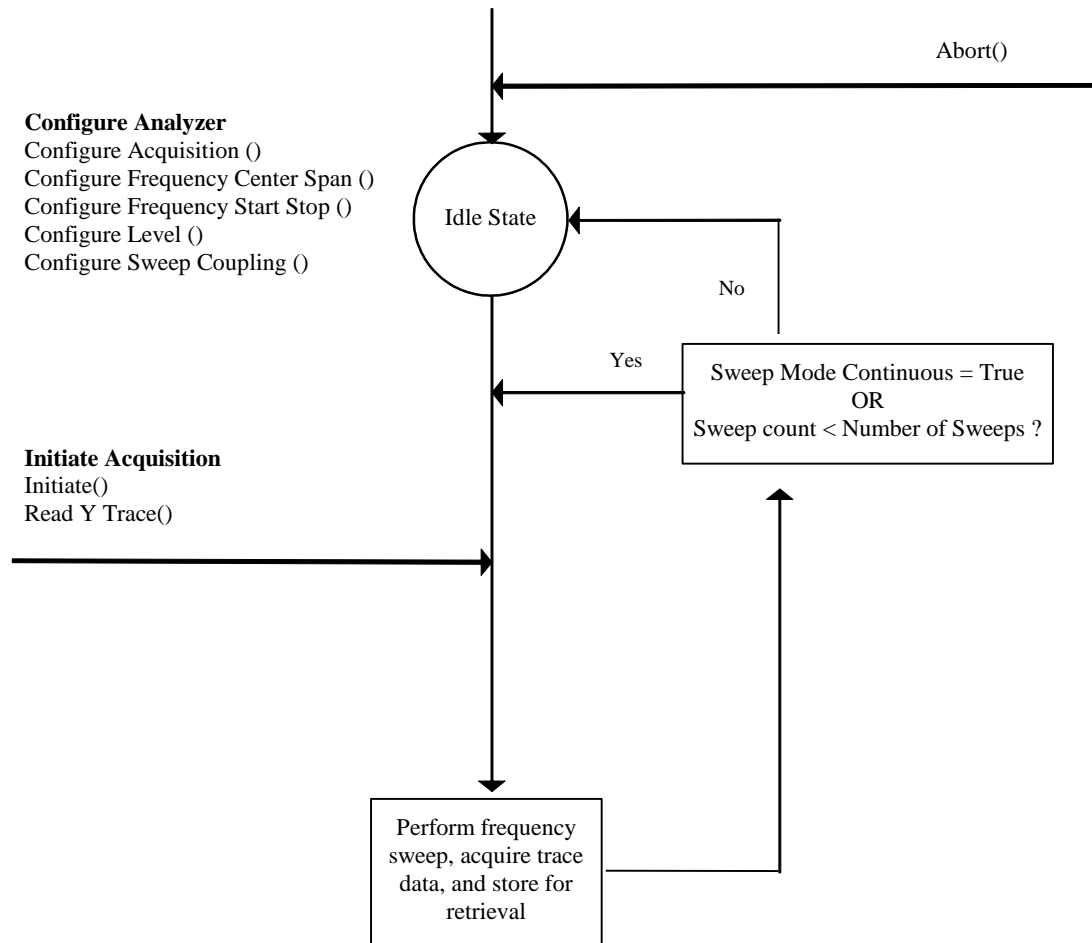 Abort()
Configure Analyzer
Configure Acquisition ()
Configure Frequency Center Span ()
Configure Frequency Start Stop ()
Configure Level ()
Configure Sweep Coupling ()
Idle State
No
Yes
Sweep Mode Continuous = True
OR
Sweep count < Number of Sweeps ?
Initiate Acquisition
Initiate()
Read Y Trace()
Perform frequency
sweep, acquire trace
data, and store for
retrieval